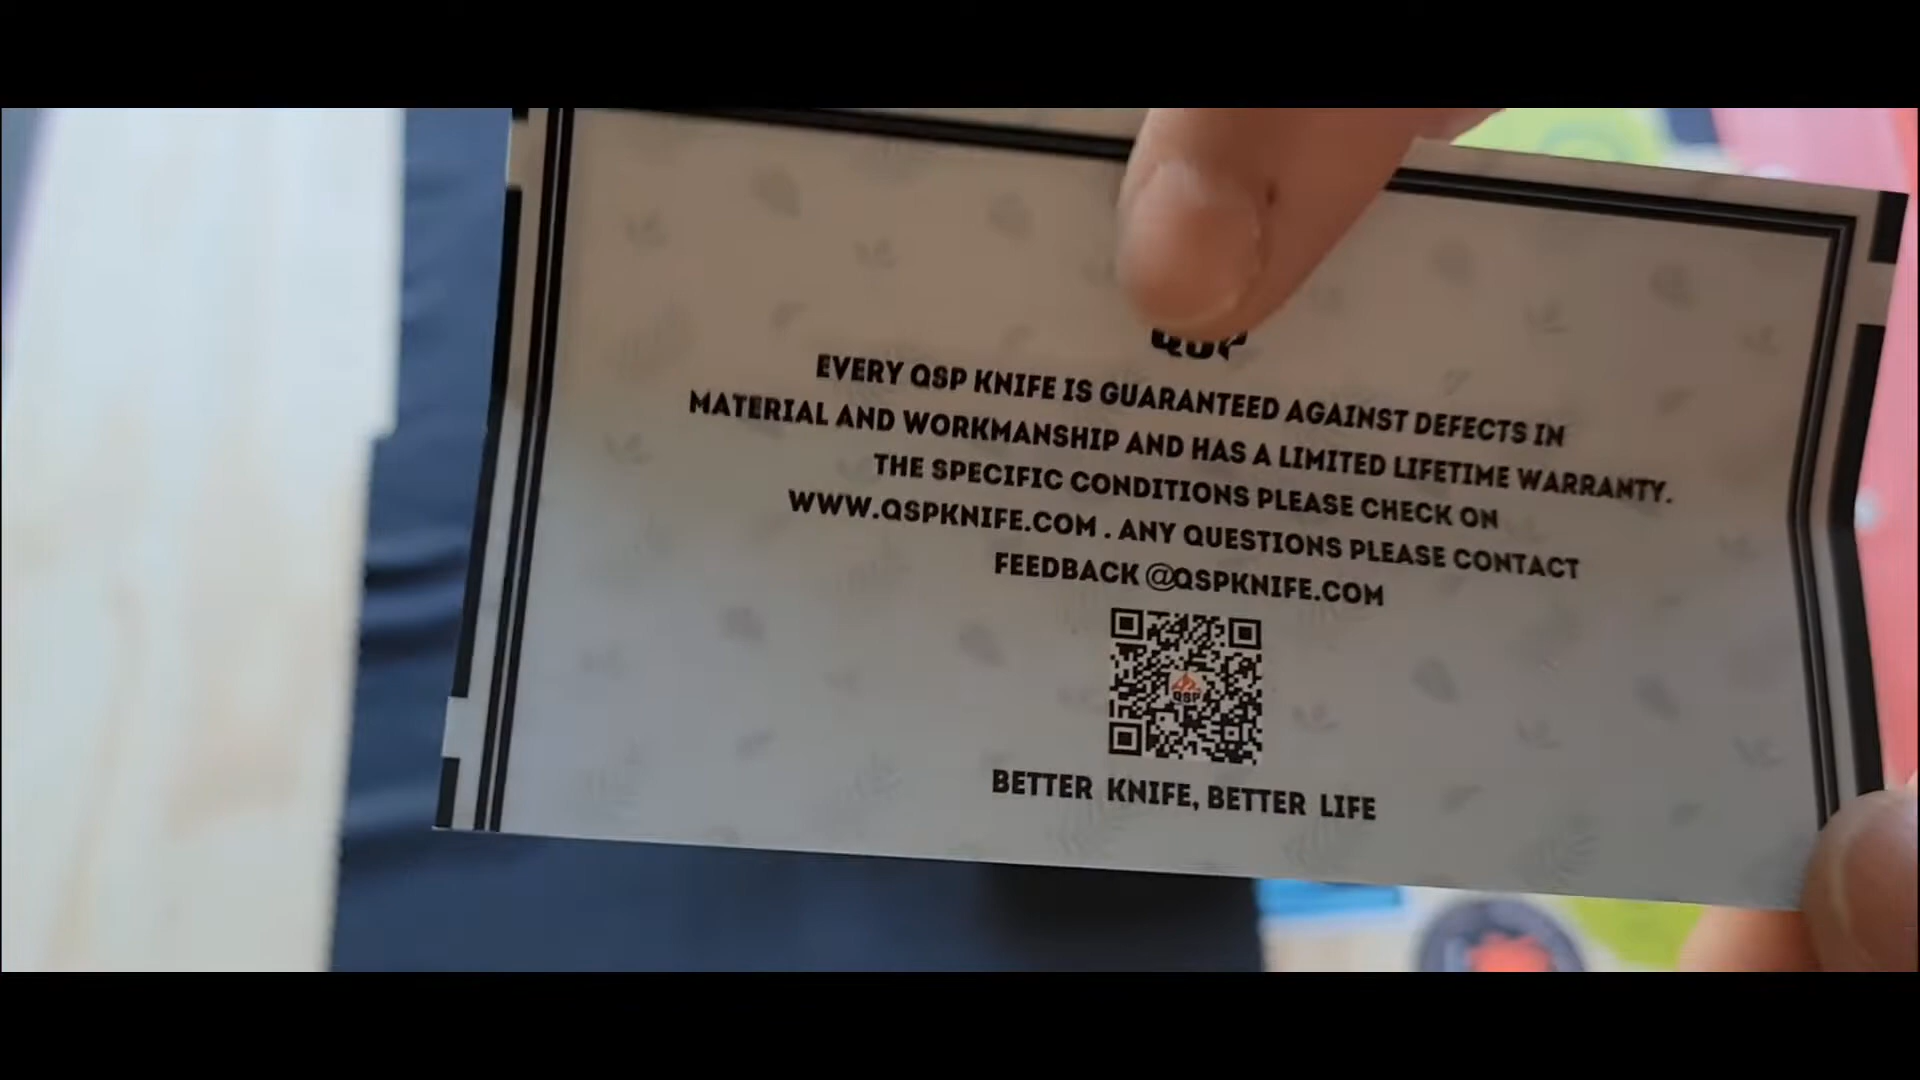 QSP
EVERY QSP KNIFE IS GUARANTEED AGAINST DEFECTS IN
MATERIAL AND WORKMANSHIP AND HAS A LIMITED LIFETIME WARRANTY.
THE SPECIFIC CONDITIONS PLEASE CHECK ON
WWW.QSPKNIFE.COM . ANY QUESTIONS PLEASE CONTACT
FEEDBACK @QSPKNIFE.COM
QSP
BETTER KNIFE, BETTER LIFE